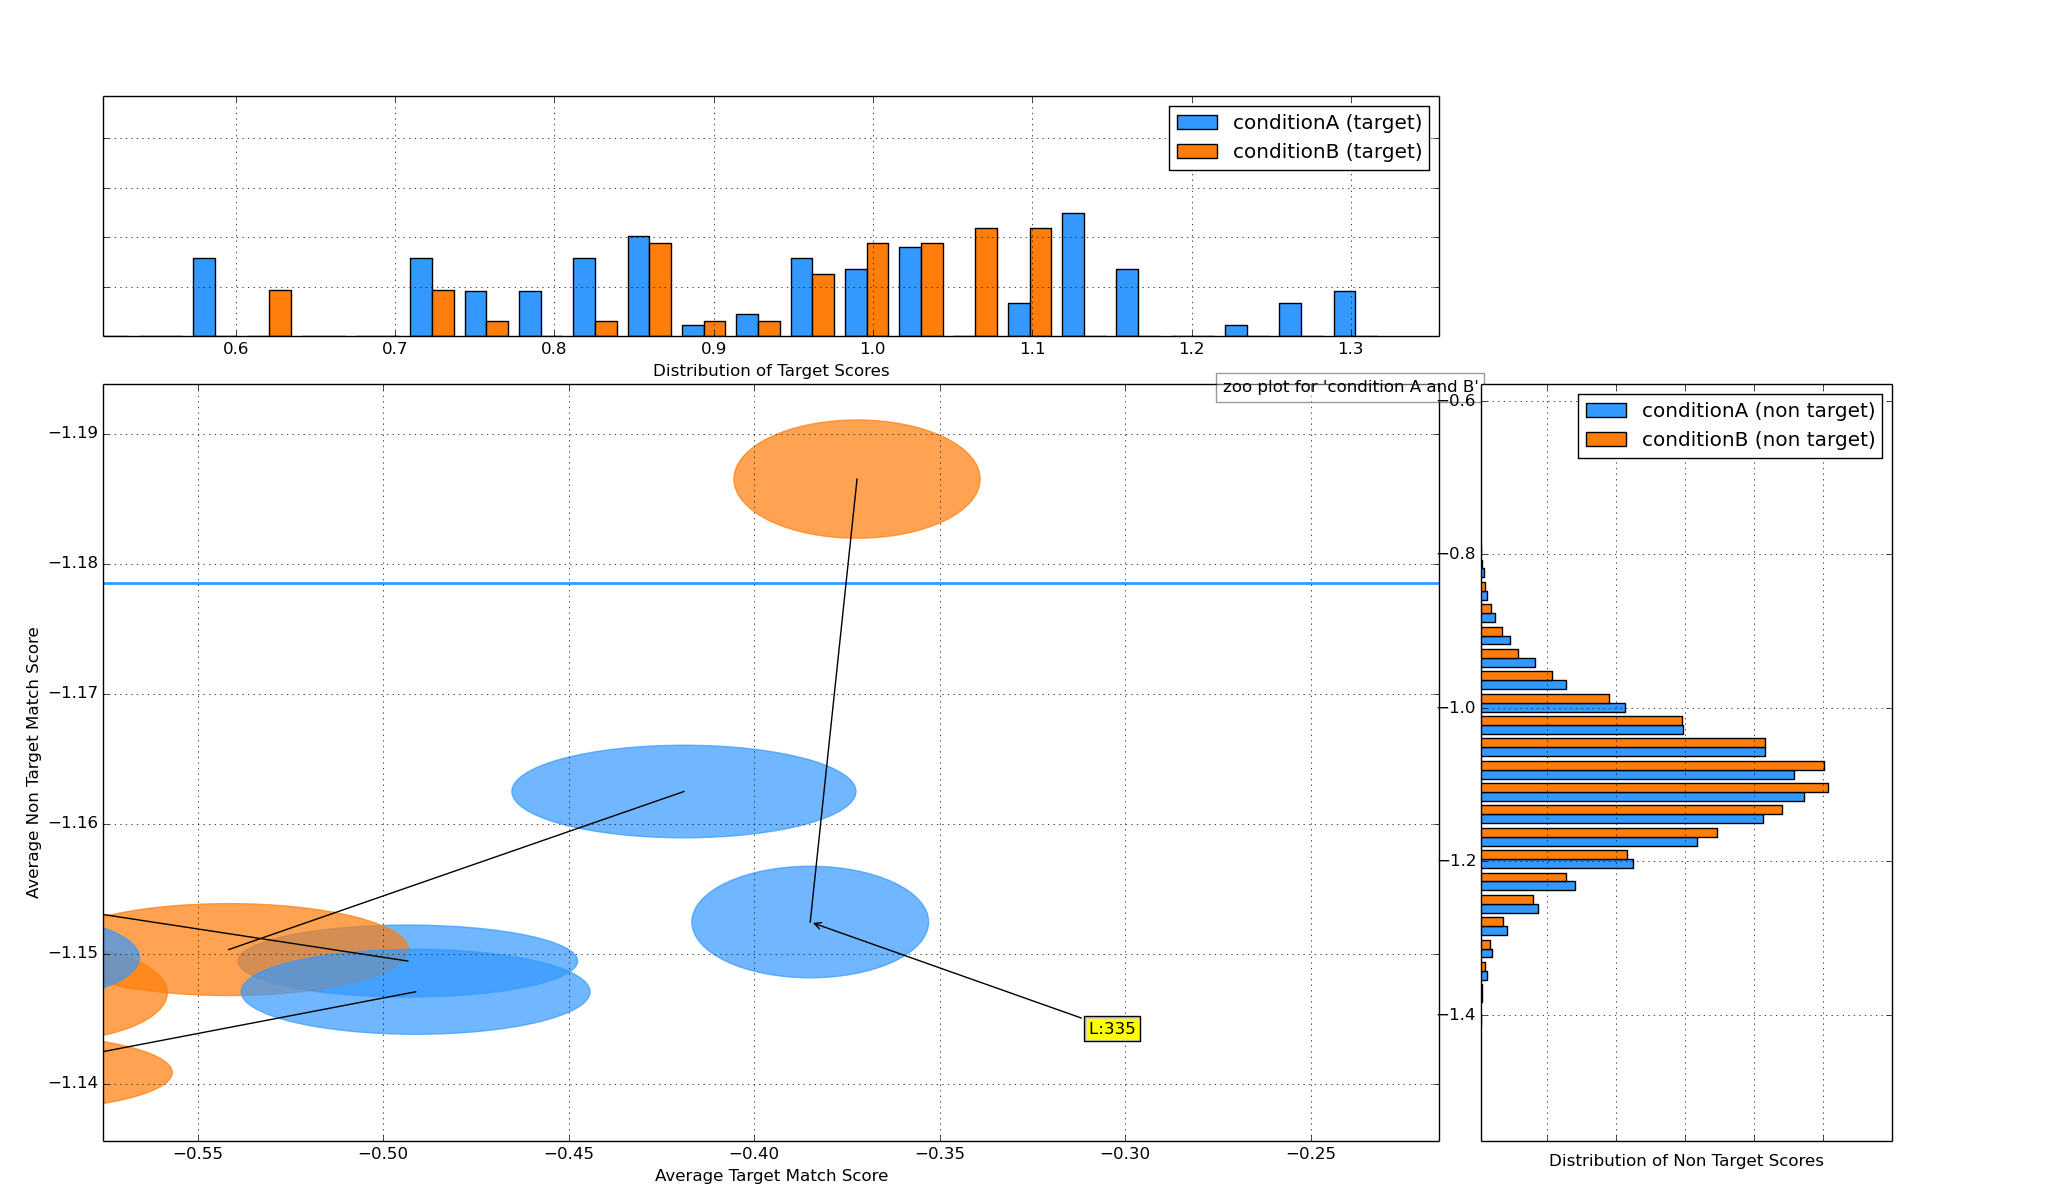 conditionA (target)
conditionB (target)
0.6 0.7 0.8 0.9 1.0 1.1 1.2 1.3
Distribution of Target Scores
zoo plot for 'condition A and B'
−1.19
−1.18
−1.17
−1.16
−1.15
−1.14
Average Non Target Match Score
L:335
−0.55 −0.50 −0.45 −0.40 −0.35 −0.30 −0.25
Average Target Match Score
conditionA (non target)
conditionB (non target)
−0.6
−0.8
−1.0
−1.2
−1.4
Distribution of Non Target Scores